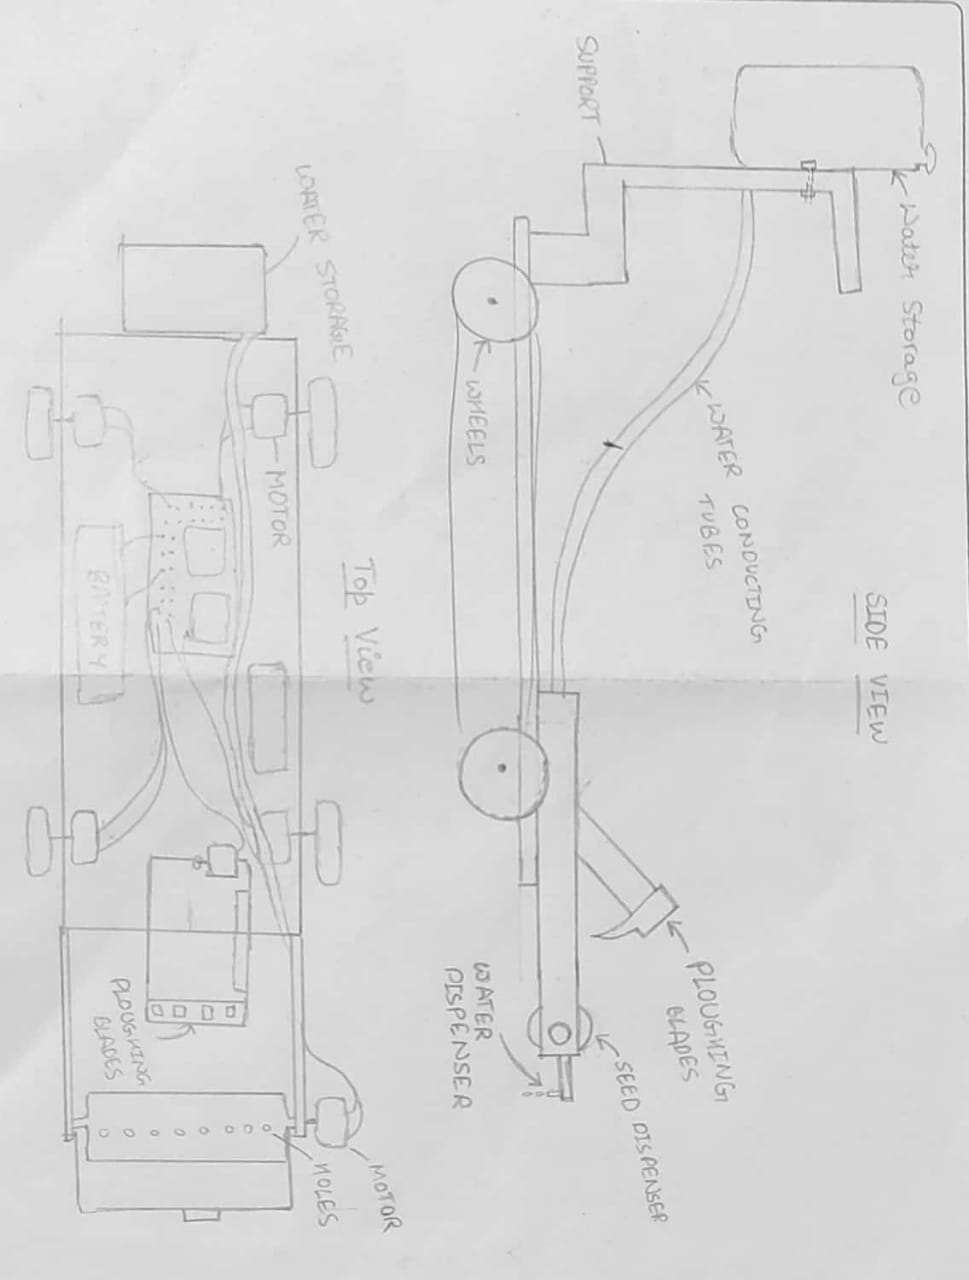 SIDE VIEW
Water Storage
SUPPORT
WATER CONDUCTING
TUBES
WHEELS
PLOUGHING
BLADES
SEED DISPENSER
WATER
DISPENSER
Top View
WATER STORAGE
MOTOR
BATERY
PLOUGHING
BLADES
HOLES
MOTOR